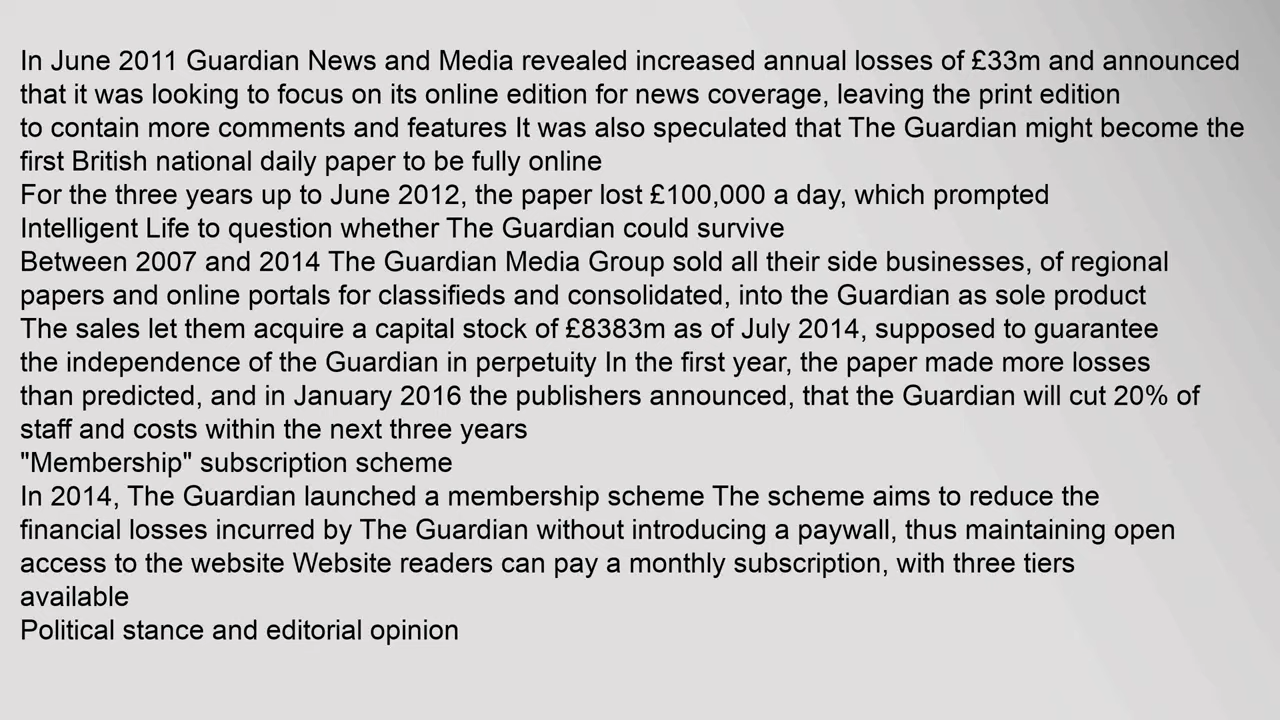 In June 2011 Guardian News and Media revealed increased annual losses of £33m and announced
that it was looking to focus on its online edition for news coverage, leaving the print edition
to contain more comments and features It was also speculated that The Guardian might become the
first British national daily paper to be fully online
For the three years up to June 2012, the paper lost £100,000 a day, which prompted
Intelligent Life to question whether The Guardian could survive
Between 2007 and 2014 The Guardian Media Group sold all their side businesses, of regional
papers and online portals for classifieds and consolidated, into the Guardian as sole product
The sales let them acquire a capital stock of £8383m as of July 2014, supposed to guarantee
the independence of the Guardian in perpetuity In the first year, the paper made more losses
than predicted, and in January 2016 the publishers announced, that the Guardian will cut 20% of
staff and costs within the next three years
"Membership" subscription scheme
In 2014, The Guardian launched a membership scheme The scheme aims to reduce the
financial losses incurred by The Guardian without introducing a paywall, thus maintaining open
access to the website Website readers can pay a monthly subscription, with three tiers
available
Political stance and editorial opinion